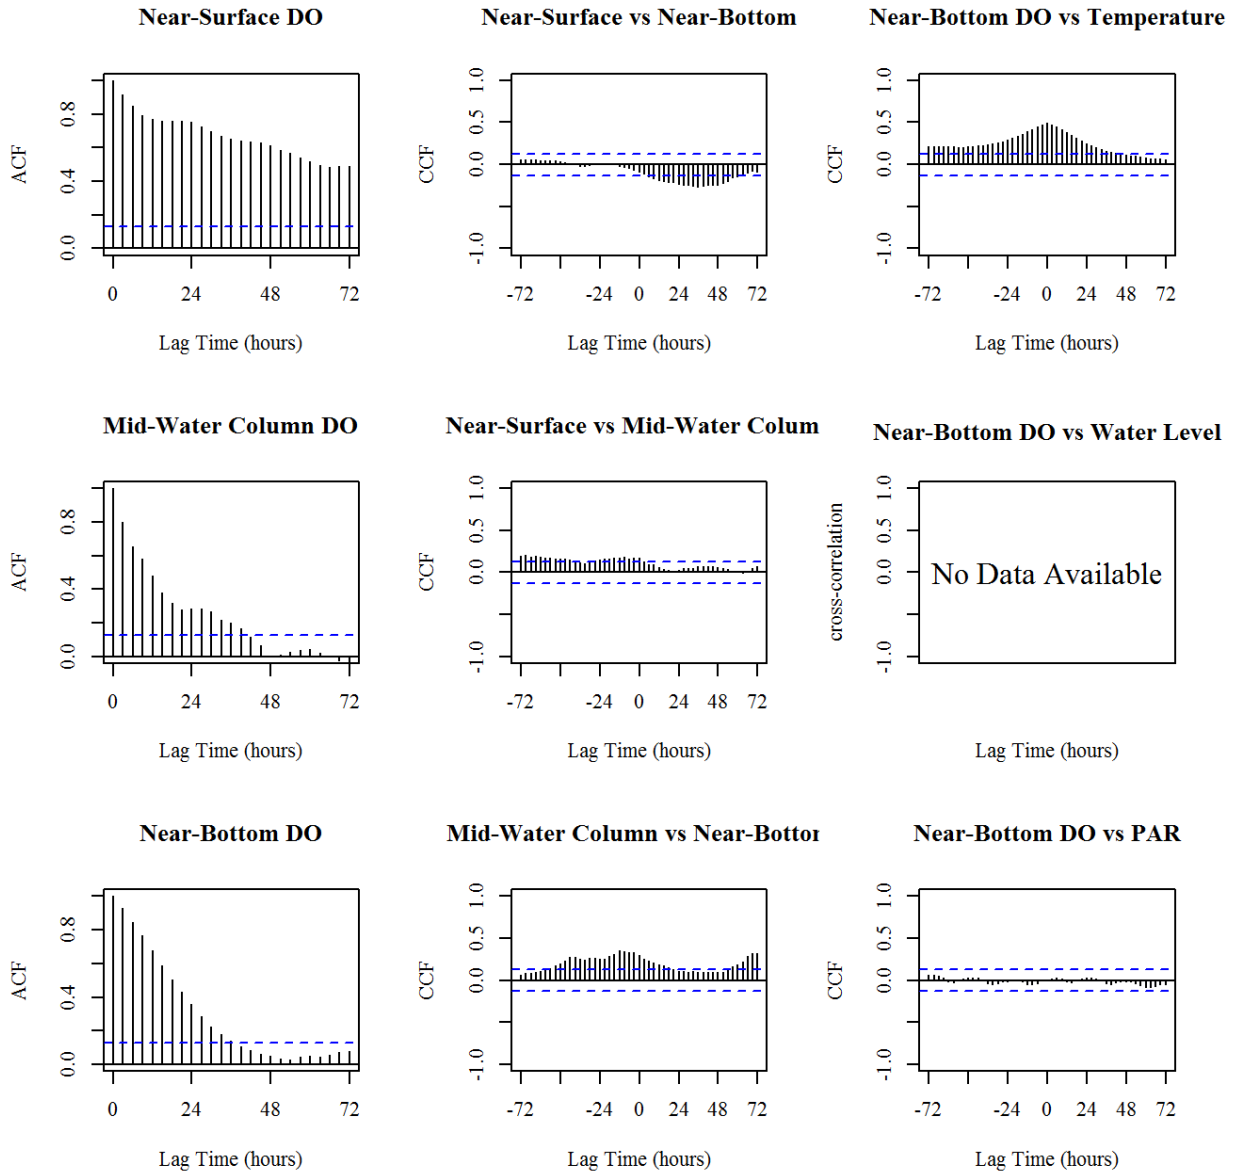 Near-Surface DO
ACF
0.0 0.4 0.8
0 24 48 72
Lag Time (hours)
Near-Surface vs Near-Bottom
CCF
-1.0 0.0 0.5 1.0
-72 -24 0 24 48 72
Lag Time (hours)
Near-Bottom DO vs Temperature
CCF
-1.0 0.0 0.5 1.0
-72 -24 0 24 48 72
Lag Time (hours)
Mid-Water Column DO
ACF
0.0 0.4 0.8
0 24 48 72
Lag Time (hours)
Near-Surface vs Mid-Water Colum
CCF
-1.0 0.0 0.5 1.0
-72 -24 0 24 48 72
Lag Time (hours)
Near-Bottom DO vs Water Level
cross-correlation
-1.0 0.0 0.5 1.0
No Data Available
Lag Time (hours)
Near-Bottom DO
ACF
0.0 0.4 0.8
0 24 48 72
Lag Time (hours)
Mid-Water Column vs Near-Bottor
CCF
-1.0 0.0 0.5 1.0
-72 -24 0 24 48 72
Lag Time (hours)
Near-Bottom DO vs PAR
CCF
-1.0 0.0 0.5 1.0
-72 -24 0 24 48 72
Lag Time (hours)